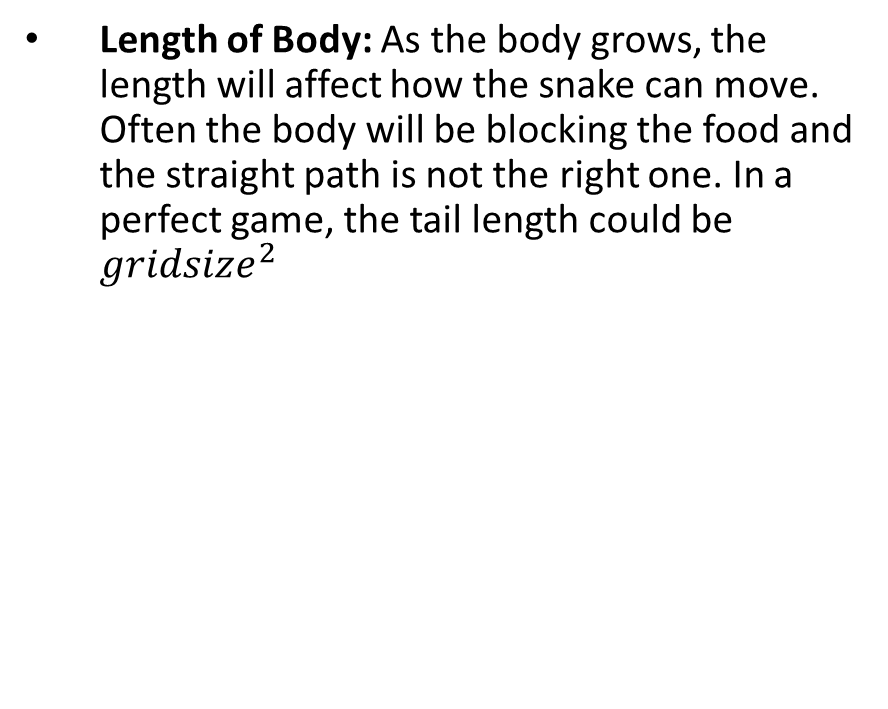 • Length of Body: As the body grows, the
length will affect how the snake can move.
Often the body will be blocking the food and
the straight path is not the right one. In a
perfect game, the tail length could be
gridsize²